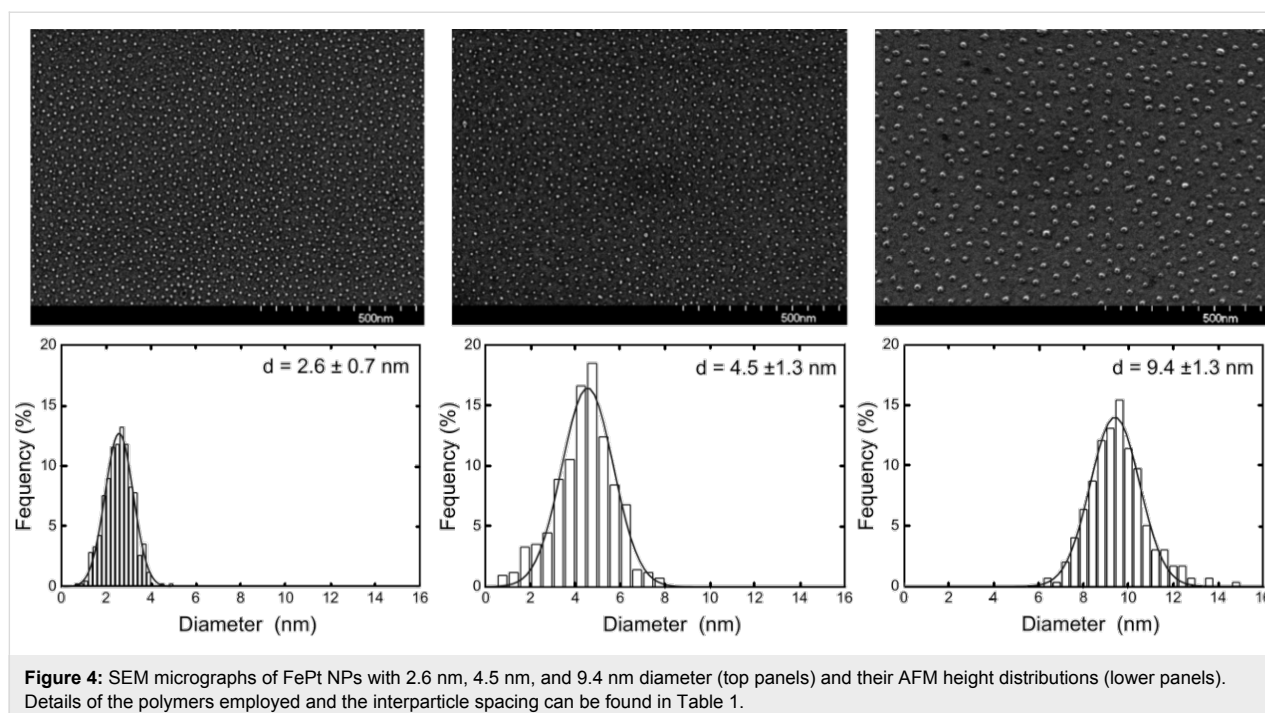 500nm
500nm
500nm
d = 2.6 ± 0.7 nm
20
15
10
5
0
Fequency (%)
0 2 4 6 8 10 12 14 16
Diameter (nm)
d = 4.5 ±1.3 nm
20
15
10
5
0
Fequency (%)
0 2 4 6 8 10 12 14 16
Diameter (nm)
d = 9.4 ±1.3 nm
20
15
10
5
0
Fequency (%)
0 2 4 6 8 10 12 14 16
Diameter (nm)
Figure 4: SEM micrographs of FePt NPs with 2.6 nm, 4.5 nm, and 9.4 nm diameter (top panels) and their AFM height distributions (lower panels).
Details of the polymers employed and the interparticle spacing can be found in Table 1.